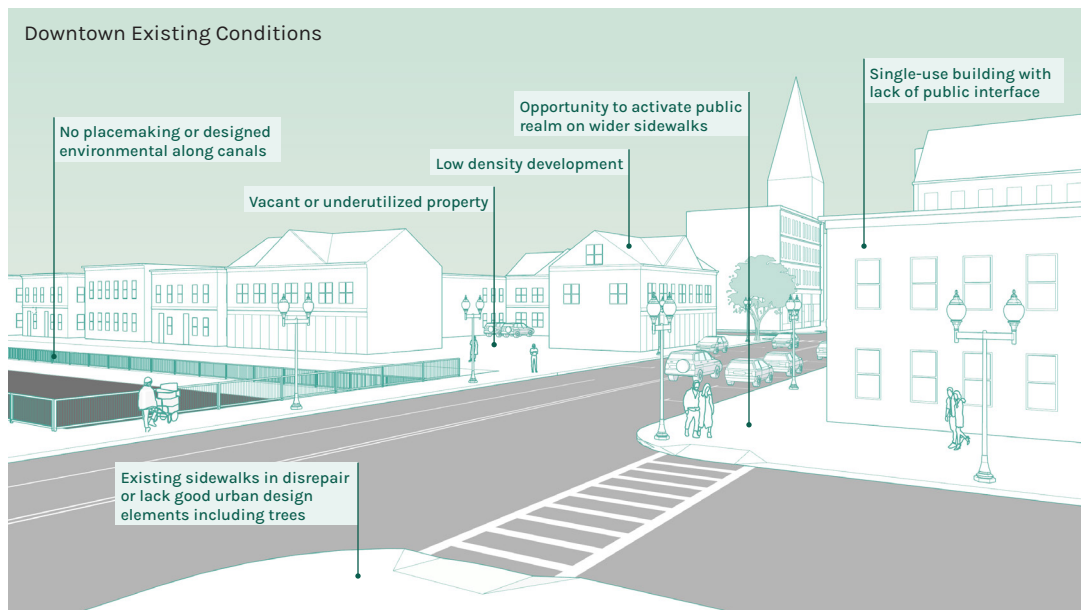 Downtown Existing Conditions
No placemaking or designed
environmental along canals
Vacant or underutilized property
Low density development
Opportunity to activate public
realm on wider sidewalks
Single-use building with
lack of public interface
Existing sidewalks in disrepair
or lack good urban design
elements including trees